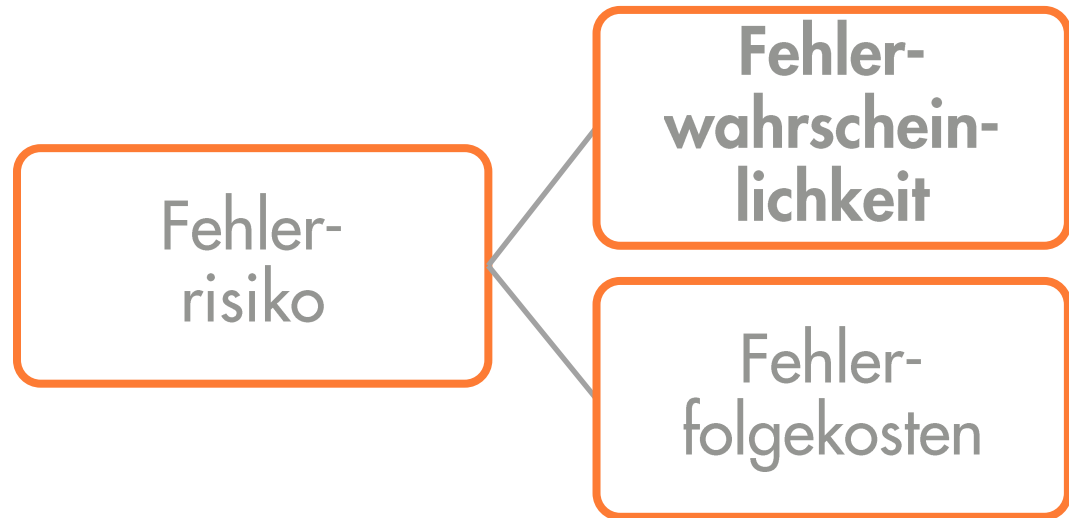 Fehler-
risiko
Fehler-
wahrschein-
lichkeit
Fehler-
folgekosten